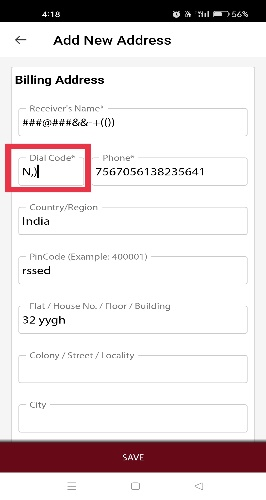 4:18
56%
Add New Address
Billing Address
Receiver's Name*
###@###&&-+(())
Dial Code*
Phone*
N,)
7567056138235641
Country/Region
India
PinCode (Example: 400001)
rssed
Flat / House No. / Floor / Building
32 yygh
Colony / Street / Locality
City
SAVE